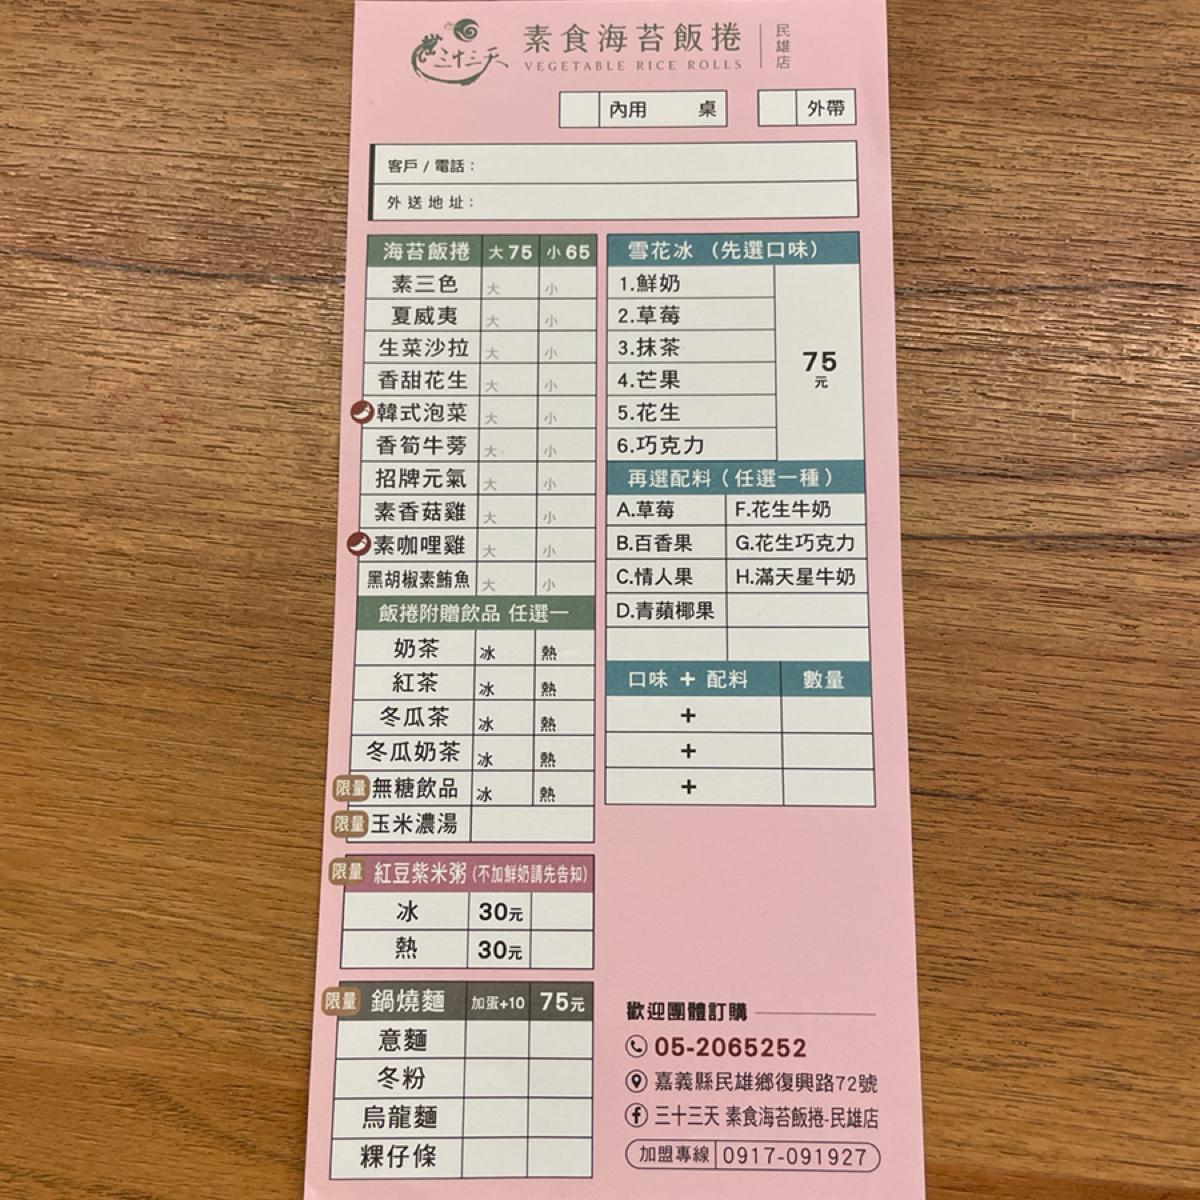 三十三天
素食海苔飯捲
民雄店
VEGETABLE RICE ROLLS
內用 桌 外帶
客戶 / 電話：
外送地址：
海苔飯捲 大75 小65
素三色 大 小
夏威夷 大 小
生菜沙拉 大 小
香甜花生 大 小
韓式泡菜 大 小
香筍牛蒡 大 小
招牌元氣 大 小
素香菇雞 大 小
素咖哩雞 大 小
黑胡椒素鮪魚 大 小
飯捲附贈飲品 任選一
奶茶 冰 熱
紅茶 冰 熱
冬瓜茶 冰 熱
冬瓜奶茶 冰 熱
限量 無糖飲品 冰 熱
限量 玉米濃湯
限量 紅豆紫米粥(不加鮮奶請先告知)
冰 30元
熱 30元
限量 鍋燒麵 加蛋+10 75元
意麵
冬粉
烏龍麵
粿仔條
雪花冰（先選口味）
1.鮮奶
2.草莓
3.抹茶
4.芒果
5.花生
6.巧克力
75
元
再選配料（任選一種）
A.草莓 F.花生牛奶
B.百香果 G.花生巧克力
C.情人果 H.滿天星牛奶
D.青蘋椰果
口味 + 配料 數量
+
+
+
歡迎團體訂購
05-2065252
嘉義縣民雄鄉復興路72號
三十三天 素食海苔飯捲-民雄店
加盟專線 0917-091927